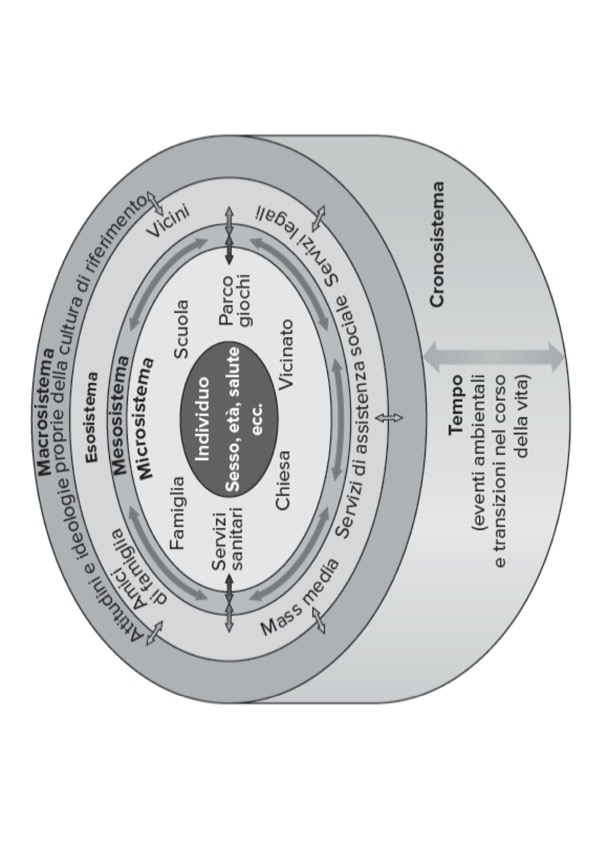 Macrosistema
Attitudini e ideologie proprie della cultura di riferimento
Esosistema
Amici
di famiglia
Vicini
Mesosistema
Microsistema
Famiglia
Scuola
Servizi
sanitari
Individuo
Sesso, età, salute
ecc.
Parco
giochi
Chiesa
Vicinato
Mass media
Servizi di assistenza sociale
Servizi legali
Cronosistema
Tempo
(eventi ambientali
e transizioni nel corso
della vita)